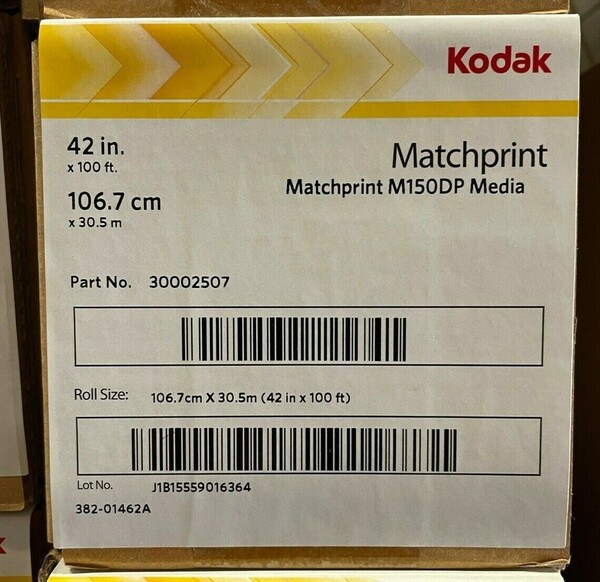 Kodak
42 in.
x 100 ft.
106.7 cm
x 30.5 m
Matchprint
Matchprint M150DP Media
Part No. 30002507
Roll Size: 106.7cm X 30.5m (42 in x 100 ft)
Lot No. J1B15559016364
382-01462A